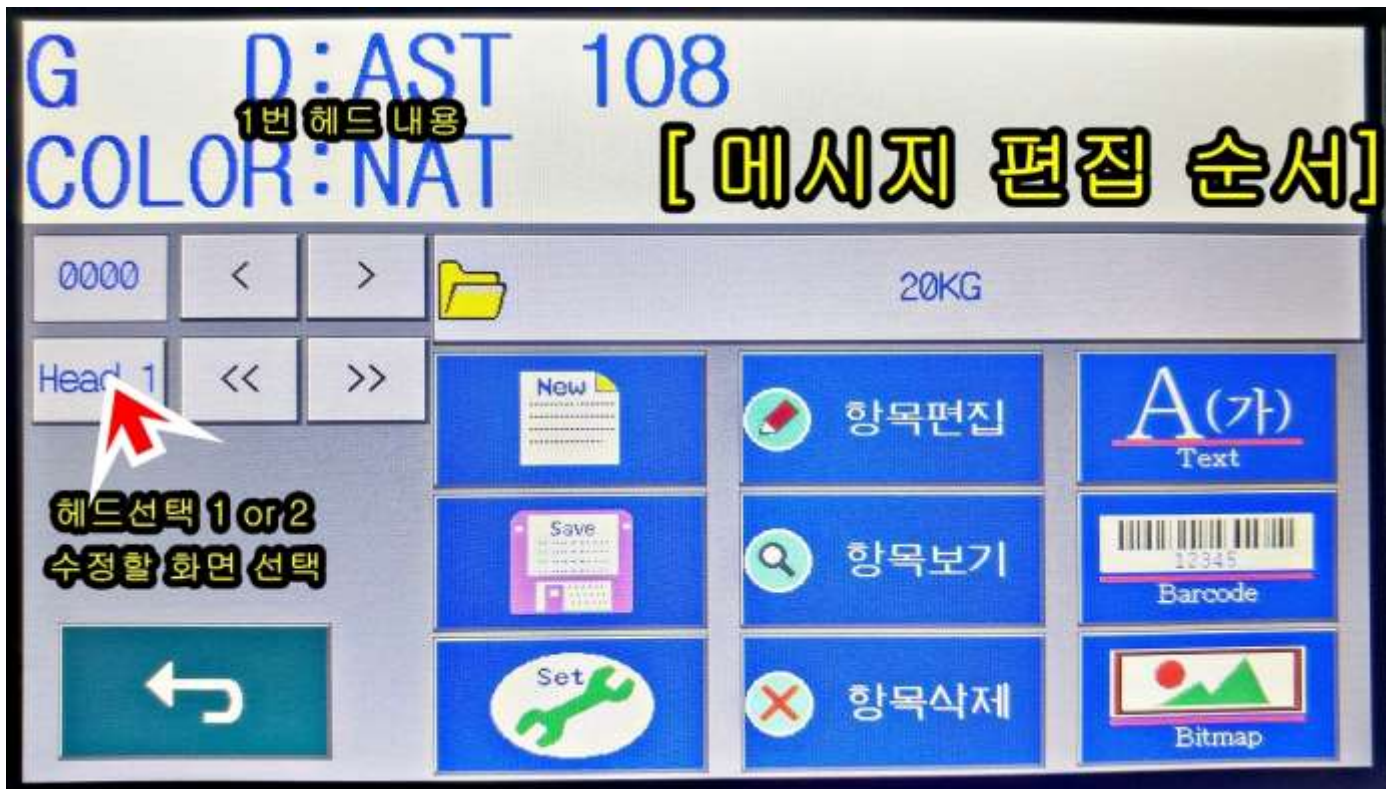 G D:AST 108
1번 헤드 내용
COLOR:NAT
[ 메시지 편집 순서]
0000
<
>
20KG
Head 1
<<
>>
New
항목편집
A(가)
Text
헤드선택 1 or 2
수정할 화면 선택
Save
항목보기
12345
Barcode
Set
항목삭제
Bitmap